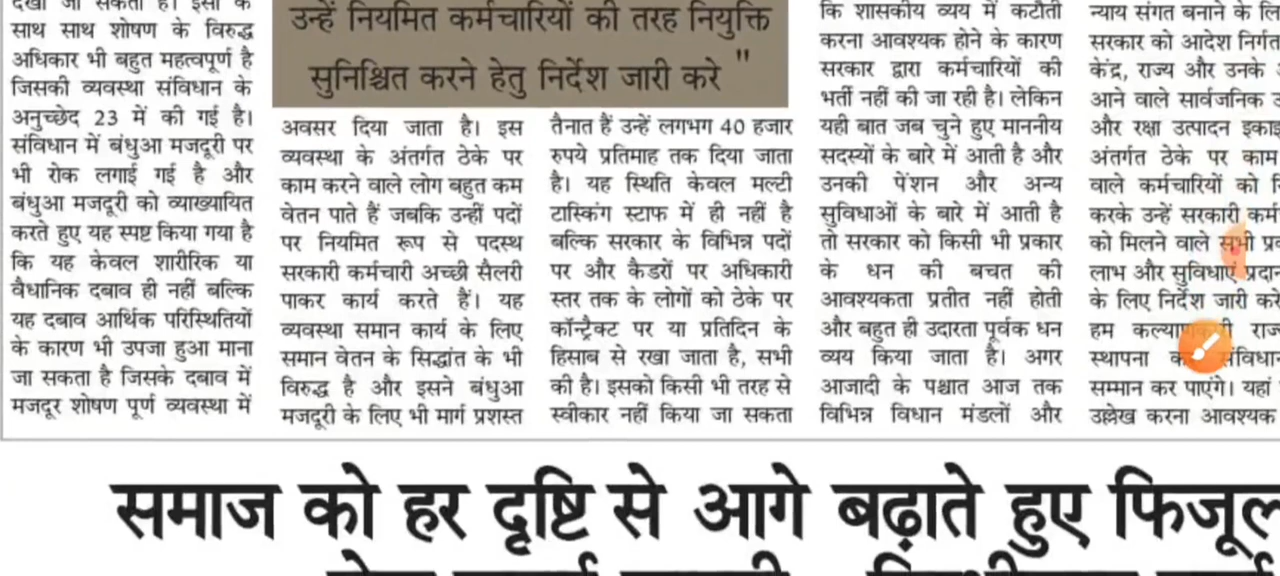 साथ साथ शोषण के विरुद्ध
अधिकार भी बहुत महत्वपूर्ण है
जिसकी व्यवस्था संविधान के
अनुच्छेद 23 में की गई है।
संविधान में बंधुआ मजदूरी पर
भी रोक लगाई गई है और
बंधुआ मजदूरी को व्याख्यायित
करते हुए यह स्पष्ट किया गया है
कि यह केवल शारीरिक या
वैधानिक दबाव ही नहीं बल्कि
यह दबाव आर्थिक परिस्थितियों
के कारण भी उपजा हुआ माना
जा सकता है जिसके दबाव में
मजदूर शोषण पूर्ण व्यवस्था में
उन्हें नियमित कर्मचारियों की तरह नियुक्ति
सुनिश्चित करने हेतु निर्देश जारी करे "
अवसर दिया जाता है। इस
व्यवस्था के अंतर्गत ठेके पर
काम करने वाले लोग बहुत कम
वेतन पाते हैं जबकि उन्हीं पदों
पर नियमित रूप से पदस्थ
सरकारी कर्मचारी अच्छी सैलरी
पाकर कार्य करते हैं। यह
व्यवस्था समान कार्य के लिए
समान वेतन के सिद्धांत के भी
विरुद्ध है और इसने बंधुआ
मजदूरी के लिए भी मार्ग प्रशस्त
तैनात हैं उन्हें लगभग 40 हजार
रुपये प्रतिमाह तक दिया जाता
है। यह स्थिति केवल मल्टी
टास्किंग स्टाफ में ही नहीं है
बल्कि सरकार के विभिन्न पदों
पर और कैडरों पर अधिकारी
स्तर तक के लोगों को ठेके पर
कॉन्ट्रैक्ट पर या प्रतिदिन के
हिसाब से रखा जाता है, सभी
की है। इसको किसी भी तरह से
स्वीकार नहीं किया जा सकता
कि शासकीय व्यय में कटौती
करना आवश्यक होने के कारण
सरकार द्वारा कर्मचारियों की
भर्ती नहीं की जा रही है। लेकिन
यही बात जब चुने हुए माननीय
सदस्यों के बारे में आती है और
उनकी पेंशन और अन्य
सुविधाओं के बारे में आती है
तो सरकार को किसी भी प्रकार
के धन की बचत की
आवश्यकता प्रतीत नहीं होती
और बहुत ही उदारता पूर्वक धन
व्यय किया जाता है। अगर
आजादी के पश्चात आज तक
विभिन्न विधान मंडलों और
न्याय संगत बनाने के
सरकार को आदेश निर्गत
केंद्र, राज्य और उनके
आने वाले सार्वजनिक
और रक्षा उत्पादन
अंतर्गत ठेके पर काम
वाले कर्मचारियों को
करके उन्हें सरकारी
को मिलने वाले सभी
लाभ और सुविधाएं
के लिए निर्देश जारी
हम
स्थापना
सम्मान कर पाएंगे। यहां
उल्लेख करना आवश्यक
समाज को हर दृष्टि से आगे बढ़ाते हुए